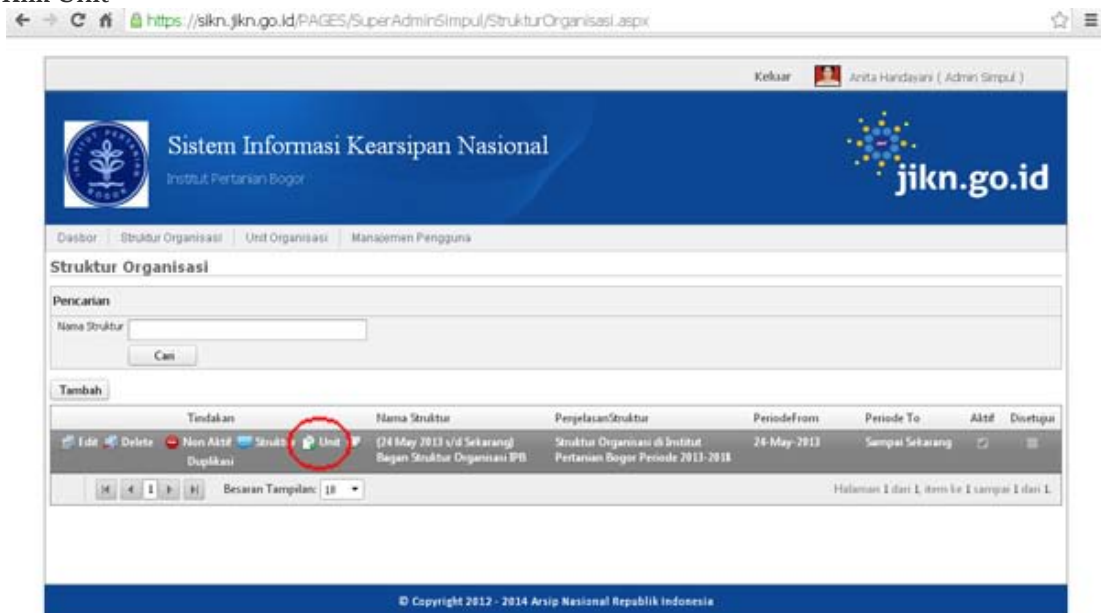 Klik Unit
https://sikn.jikn.go.id/PAGES/SuperAdminSimpul/StrukturOrganisasi.aspx
Keluar Anita Handayani ( Admin Simpul )
INSTITUT PERTANIAN BOGOR
Sistem Informasi Kearsipan Nasional
Institut Pertanian Bogor
jikn.go.id
Dasbor Struktur Organisasi Unit Organisasi Manajemen Pengguna
Struktur Organisasi
Pencarian
Nama Struktur
Cari
Tambah
Tindakan Nama Struktur PenjelasanStruktur PeriodeFrom Periode To Aktif Disetujui
Edit Delete Non Aktif Struktur Unit (24 May 2013 s/d Sekarang) Struktur Organisasi di Institut 24-May-2013 Sampai Sekarang
Duplikasi Bagan Struktur Organisasi IPB Pertanian Bogor Periode 2013-2018
1 Besaran Tampilan: 10 Halaman 1 dari 1, item ke 1 sampai 1 dari 1.
© Copyright 2012 - 2014 Arsip Nasional Republik Indonesia